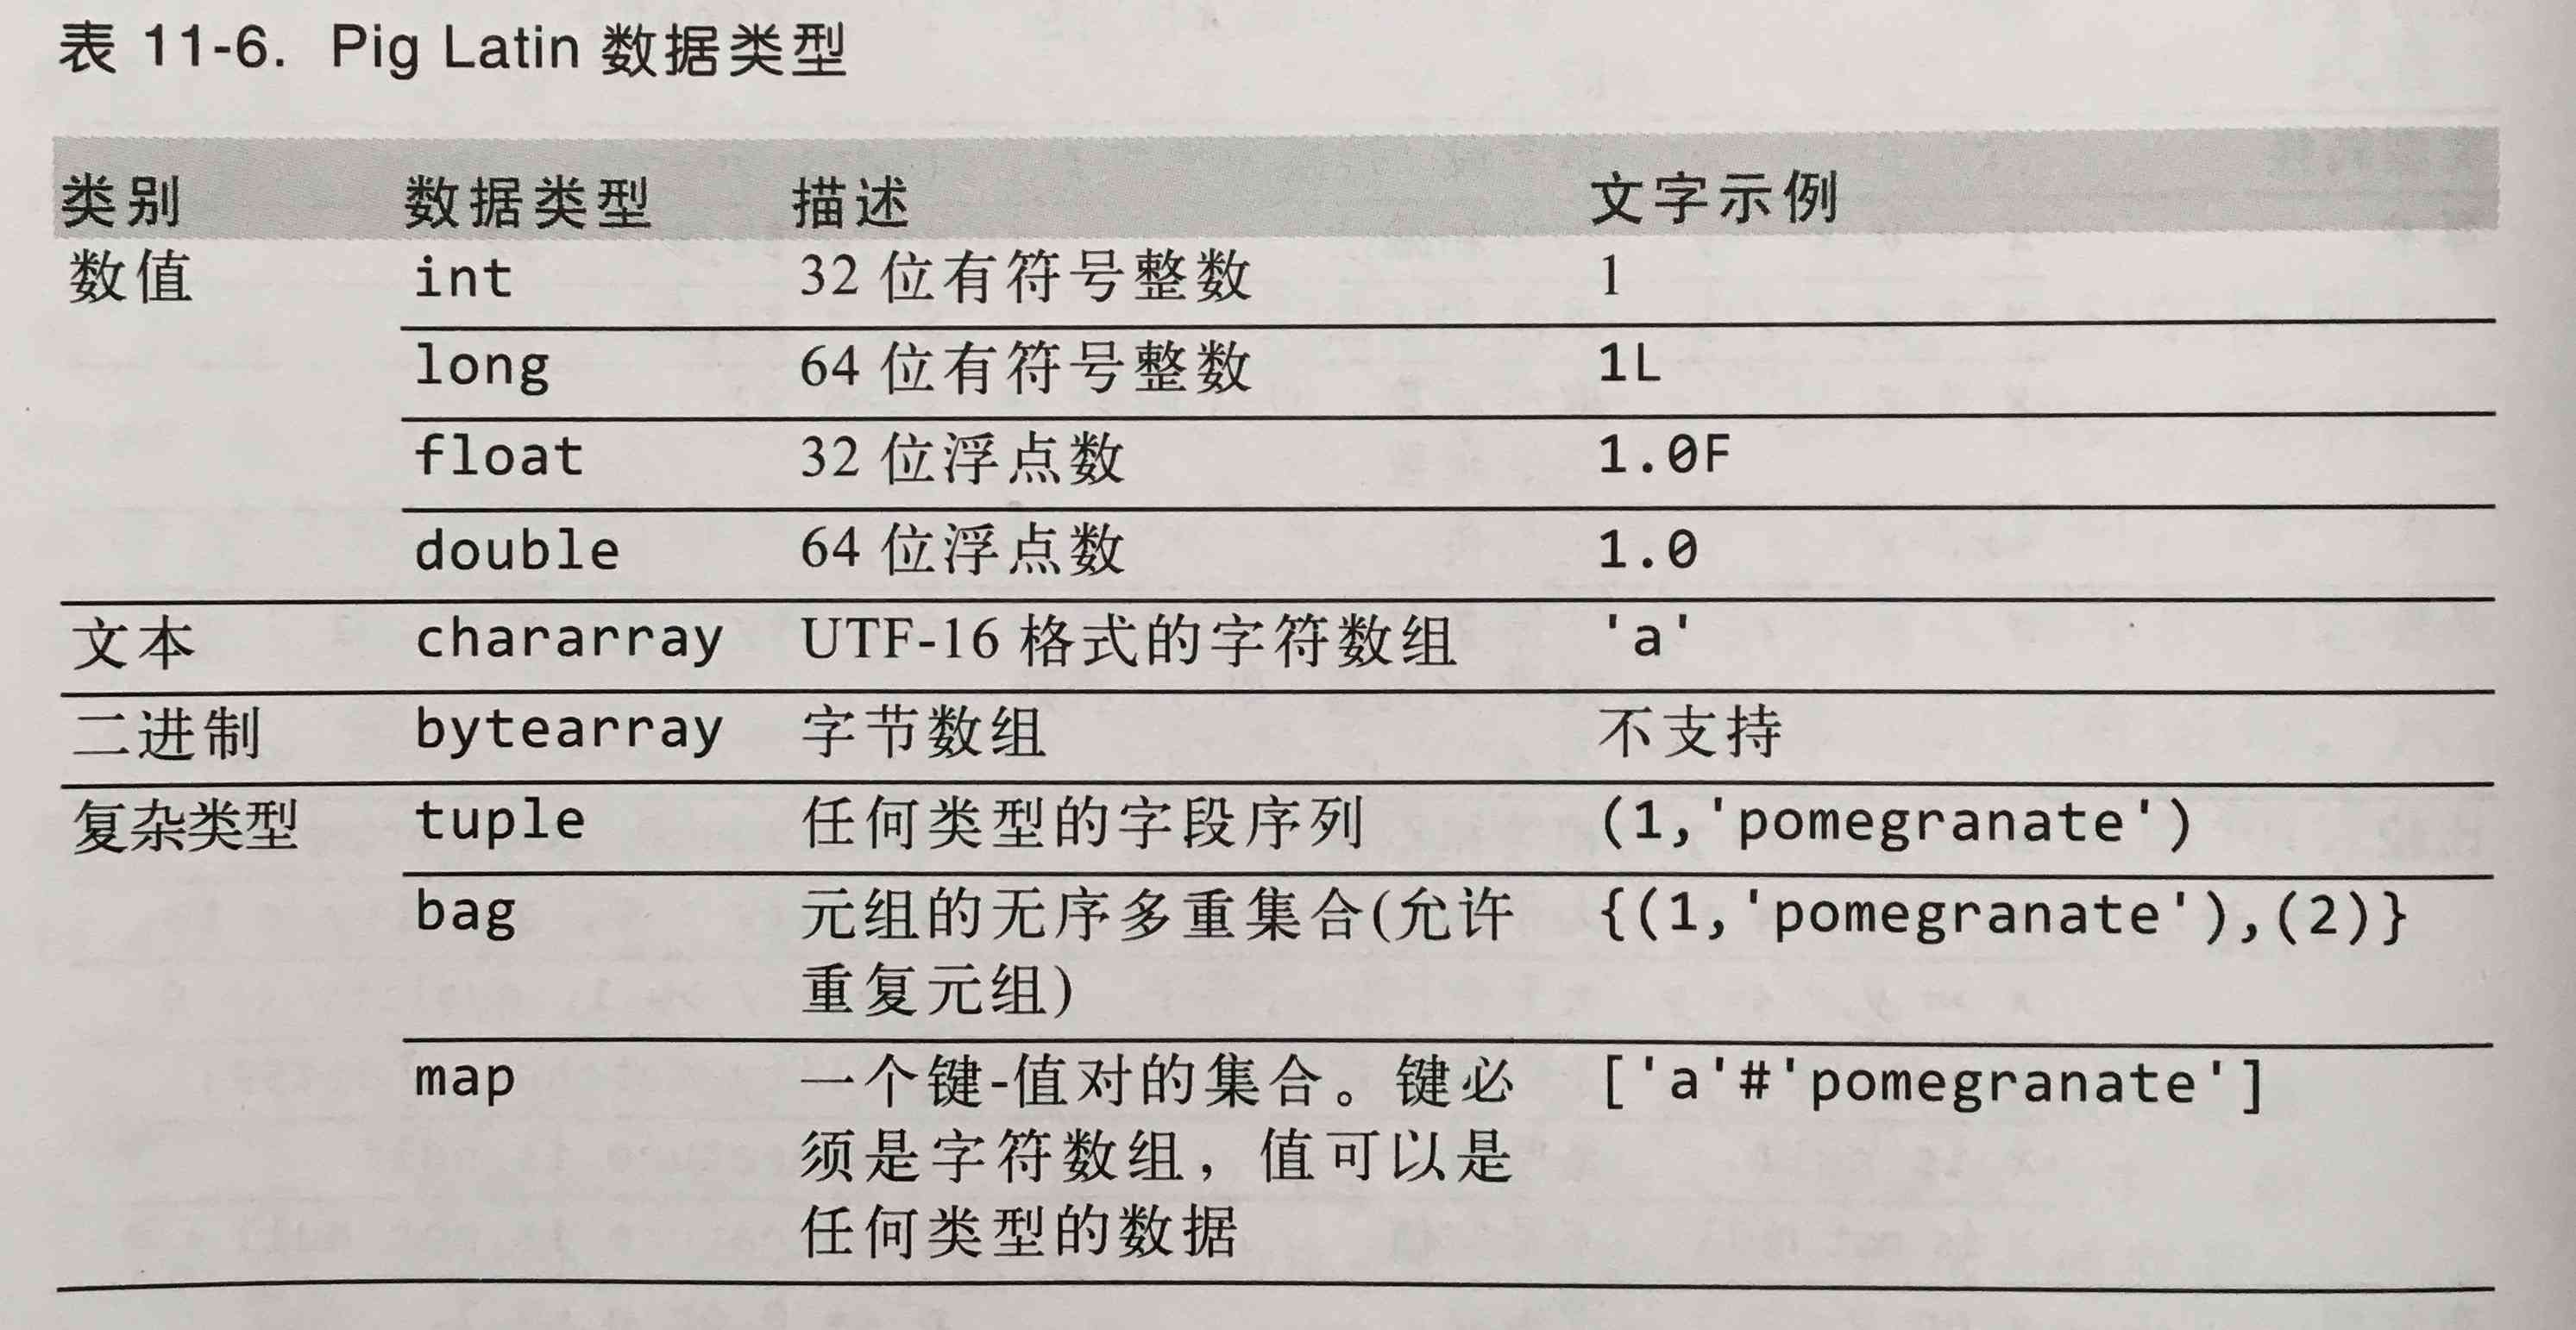 表 11-6. Pig Latin 数据类型
类别 数据类型 描述 文字示例
数值 int 32 位有符号整数 1
long 64 位有符号整数 1L
float 32 位浮点数 1.0F
double 64 位浮点数 1.0
文本 chararray UTF-16 格式的字符数组 'a'
二进制 bytearray 字节数组 不支持
复杂类型 tuple 任何类型的字段序列 (1,'pomegranate')
bag 元组的无序多重集合(允许 {(1,'pomegranate'),(2)}
重复元组)
map 一个键-值对的集合。键必 ['a'#'pomegranate']
须是字符数组，值可以是
任何类型的数据